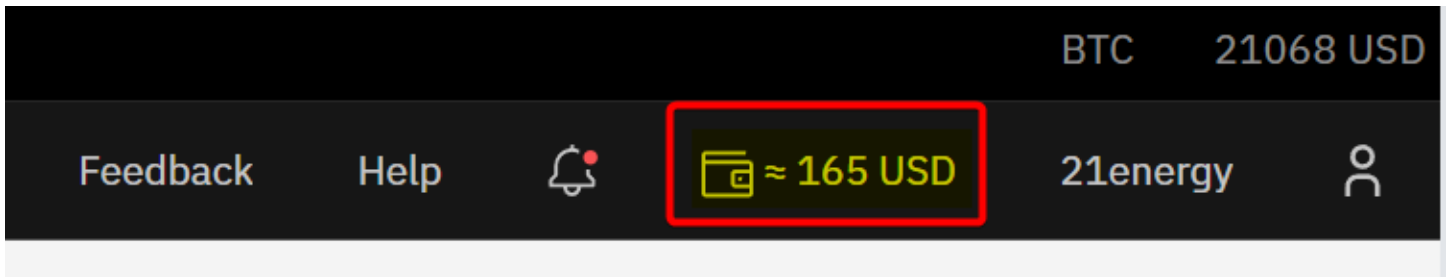 BTC 21068 USD
Feedback Help ≈ 165 USD 21energy